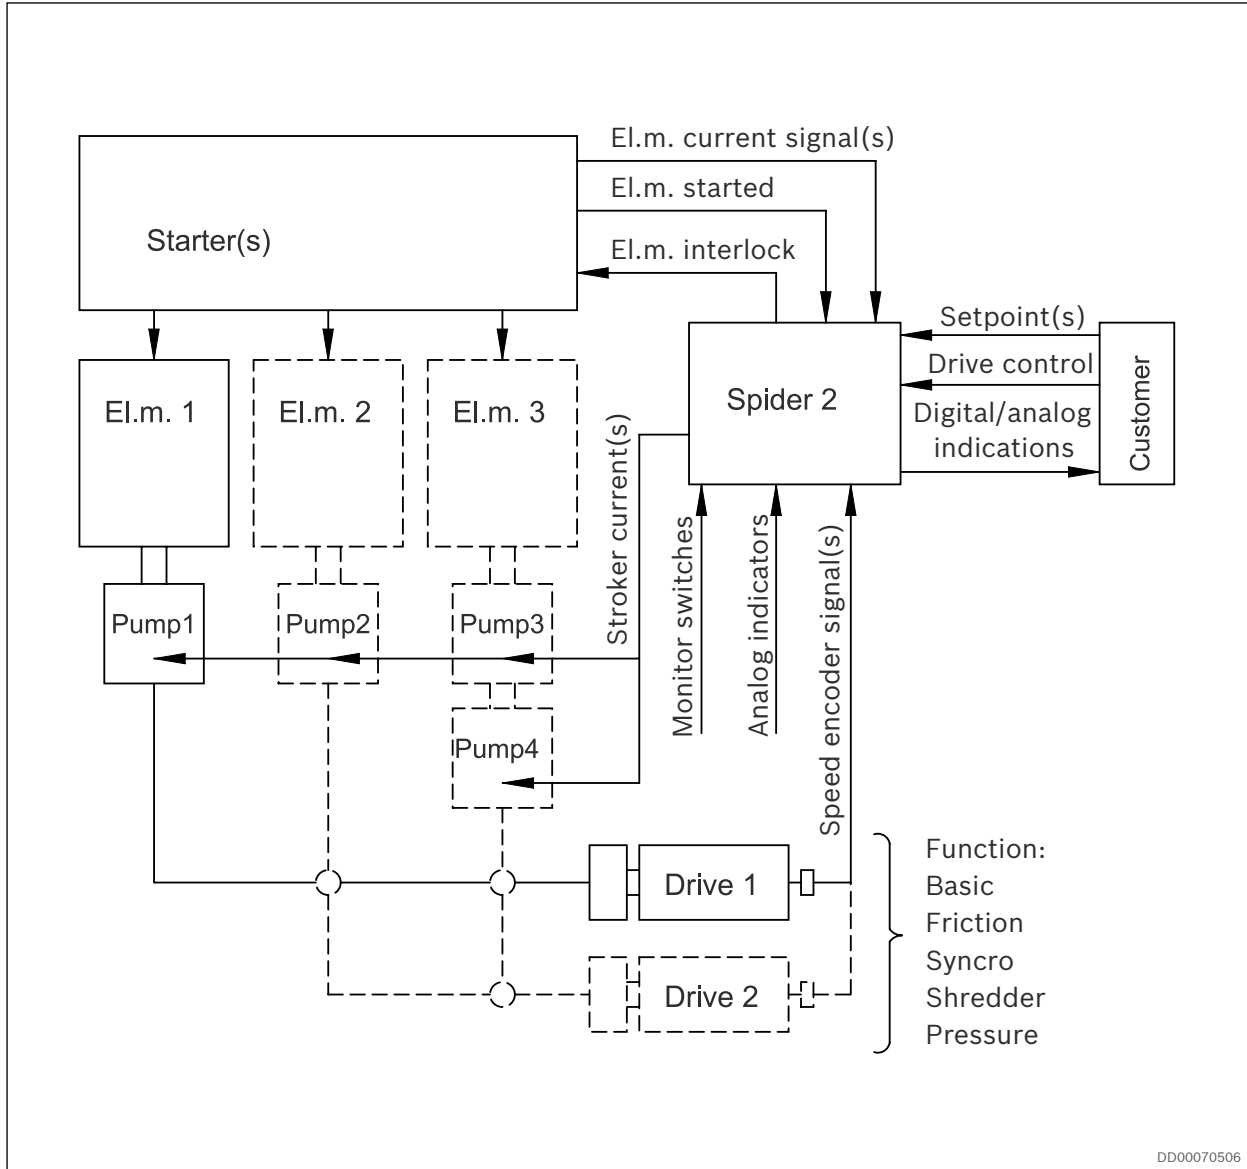 El.m. current signal(s)
El.m. started
Starter(s)
El.m. interlock
Setpoint(s)
Drive control
Digital/analog
indications
Customer
Spider 2
El.m. 1
El.m. 2
El.m. 3
Stroker current(s)
Monitor switches
Analog indicators
Speed encoder signal(s)
Pump1
Pump2
Pump3
Pump4
Drive 1
Drive 2
Function:
Basic
Friction
Syncro
Shredder
Pressure
DD00070506